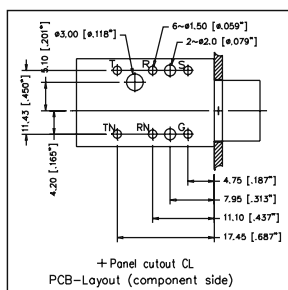 ø3.00 [ø.118"]
6~ø1.50 [ø.059"]
2~ø2.0 [ø.079"]
5.10 [.201"]
11.43 [.450"]
4.20 [.165"]
T R S
TN RN G
4.75 [.187"]
7.95 [.313"]
11.10 [.437"]
17.45 [.687"]
+ Panel cutout CL
PCB-Layout (component side)